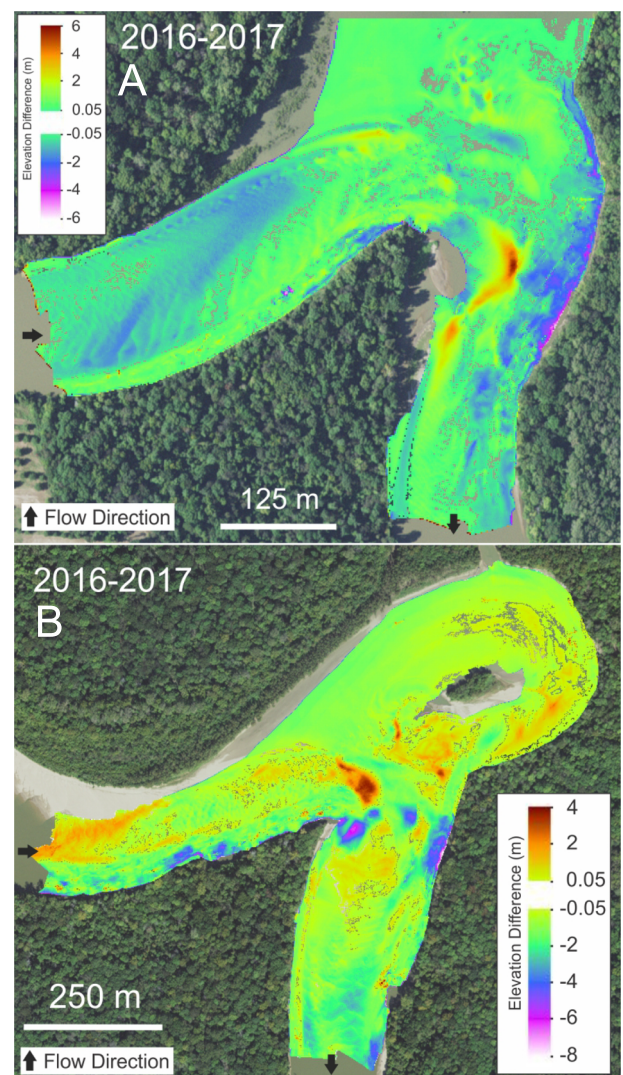 2016-2017
A
Elevation Difference (m)
6
2
0.05
-0.05
-2
-4
-6
125 m
Flow Direction
2016-2017
B
Elevation Difference (m)
4
2
0.05
-0.05
-2
-4
-6
-8
250 m
Flow Direction